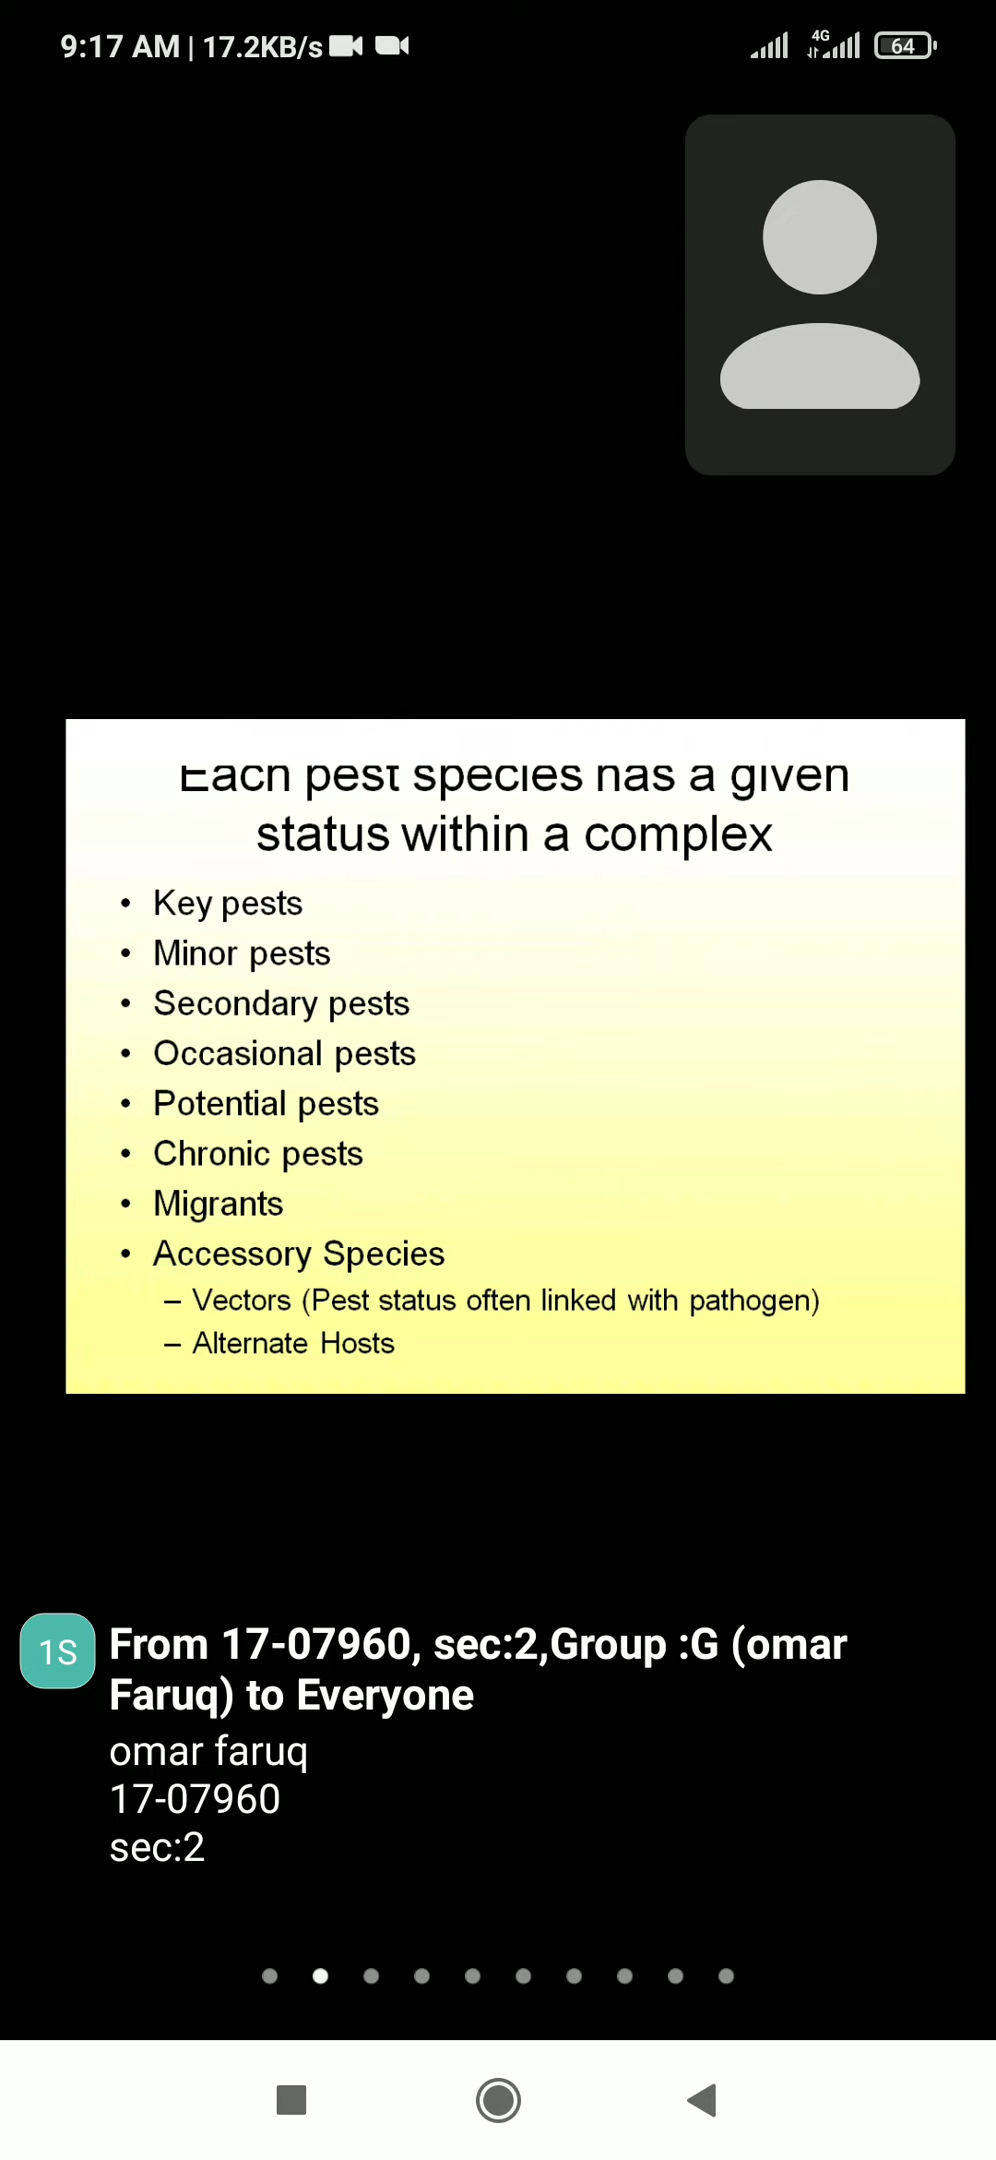 9:17 AM | 17.2KB/s
4G
64
Each pest species has a given
status within a complex
• Key pests
• Minor pests
• Secondary pests
• Occasional pests
• Potential pests
• Chronic pests
• Migrants
• Accessory Species
– Vectors (Pest status often linked with pathogen)
– Alternate Hosts
1S
From 17-07960, sec:2,Group :G (omar
Faruq) to Everyone
omar faruq
17-07960
sec:2